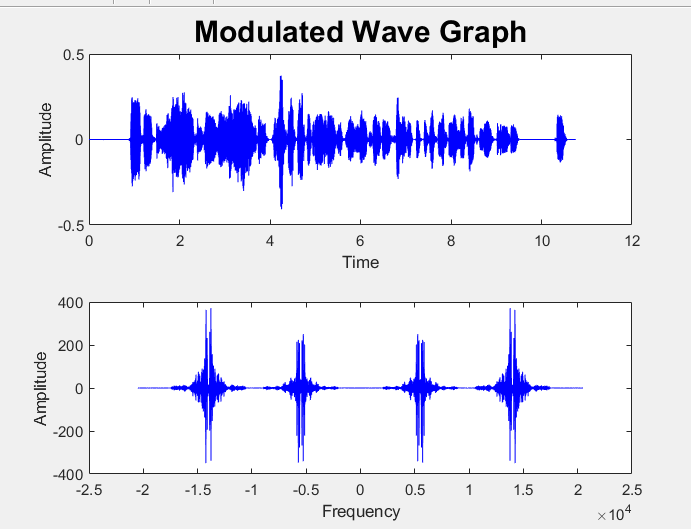 Modulated Wave Graph
0.5
0
-0.5
Amplitude
0 2 4 6 8 10 12
Time
400
200
0
-200
-400
Amplitude
-2.5 -2 -1.5 -1 -0.5 0 0.5 1 1.5 2 2.5
Frequency
×10⁴